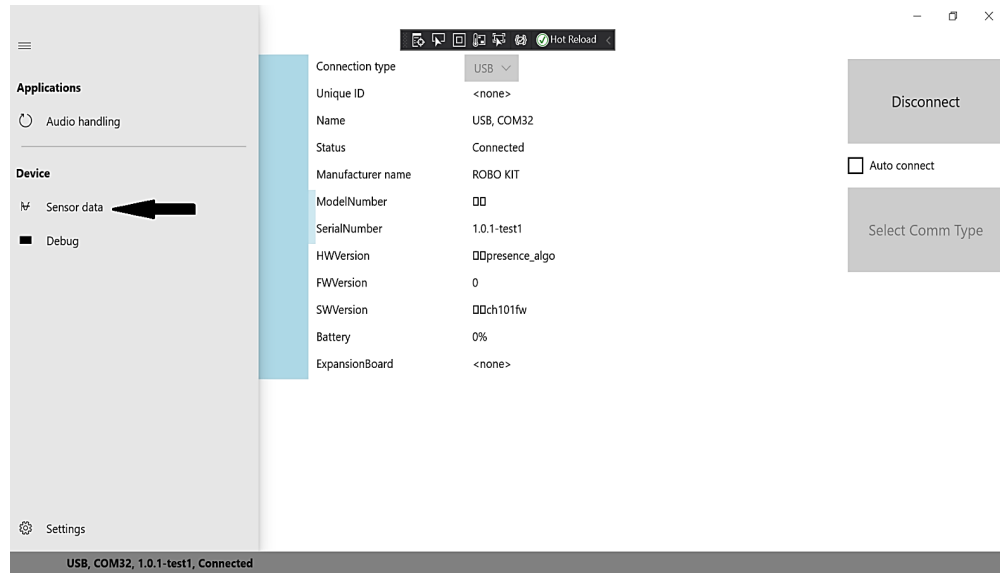 Hot Reload
Applications
Audio handling
Device
Sensor data
Debug
Settings
Connection type USB
Unique ID <none>
Name USB, COM32
Status Connected
Manufacturer name ROBO KIT
ModelNumber □□
SerialNumber 1.0.1-test1
HWVersion □□presence_algo
FWVersion 0
SWVersion □□ch101fw
Battery 0%
ExpansionBoard <none>
Disconnect
Auto connect
Select Comm Type
USB, COM32, 1.0.1-test1, Connected